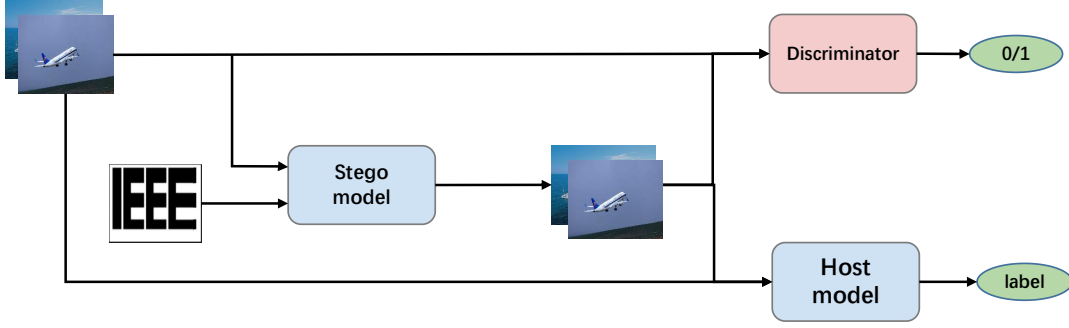 Discriminator
0/1
IEEE
Stego
model
Host
model
label